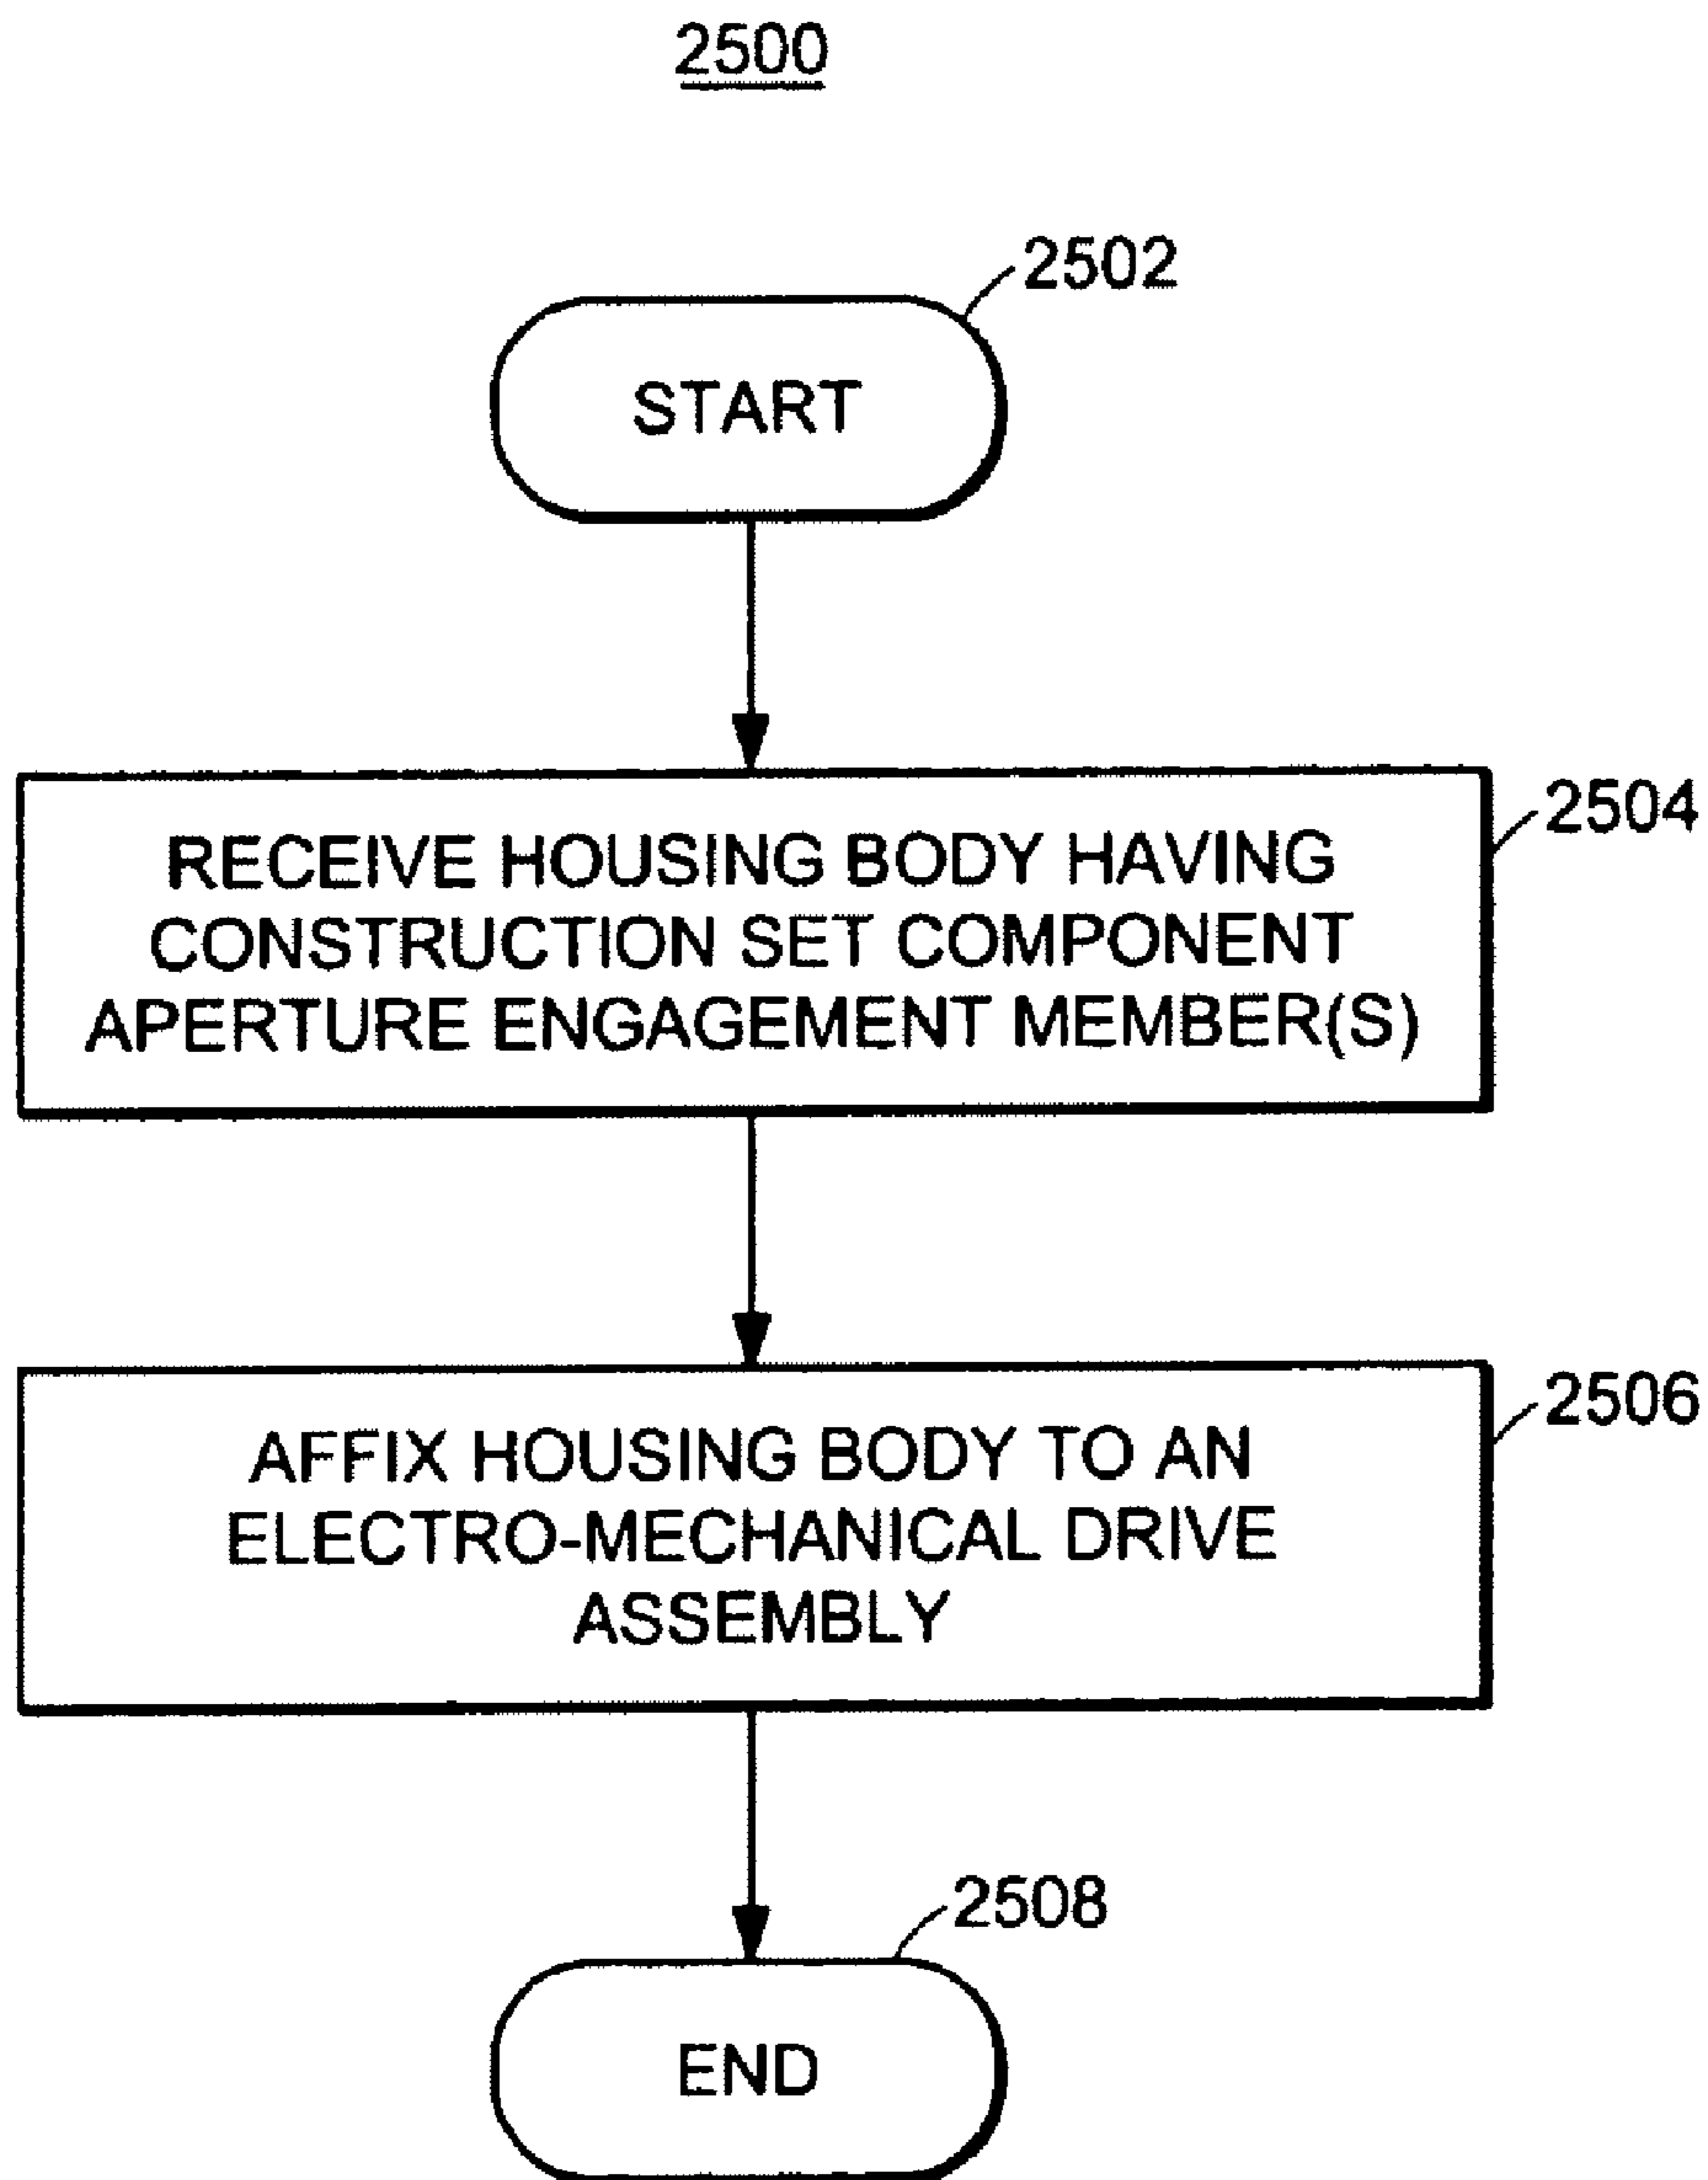 2500
2502
START
2504
RECEIVE HOUSING BODY HAVING
CONSTRUCTION SET COMPONENT
APERTURE ENGAGEMENT MEMBER(S)
2506
AFFIX HOUSING BODY TO AN
ELECTRO-MECHANICAL DRIVE
ASSEMBLY
2508
END